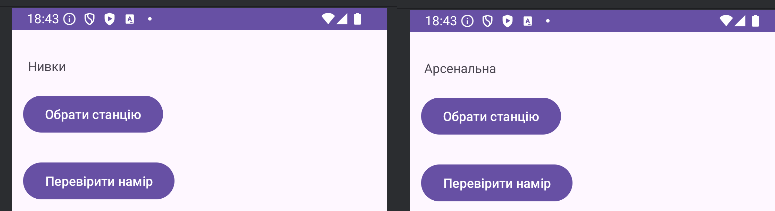 18:43
Нивки
Обрати станцію
Перевірити намір
18:43
Арсенальна
Обрати станцію
Перевірити намір